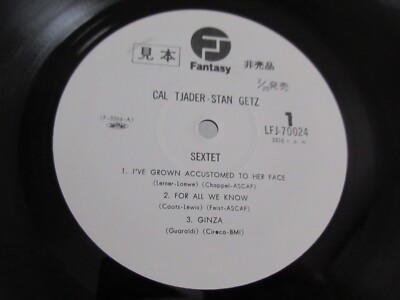 見本
Fantasy
非売品
発売
CAL TJADER-STAN GETZ
1
LFJ-70024
SEXTET
1. I'VE GROWN ACCUSTOMED TO HER FACE
(Lerner-Loewe) (Chappel-ASCAP)
2. FOR ALL WE KNOW
(Coots-Lewis) (Feist-ASCAP)
3. GINZA
(Guaraldi) (Cireco-BMI)